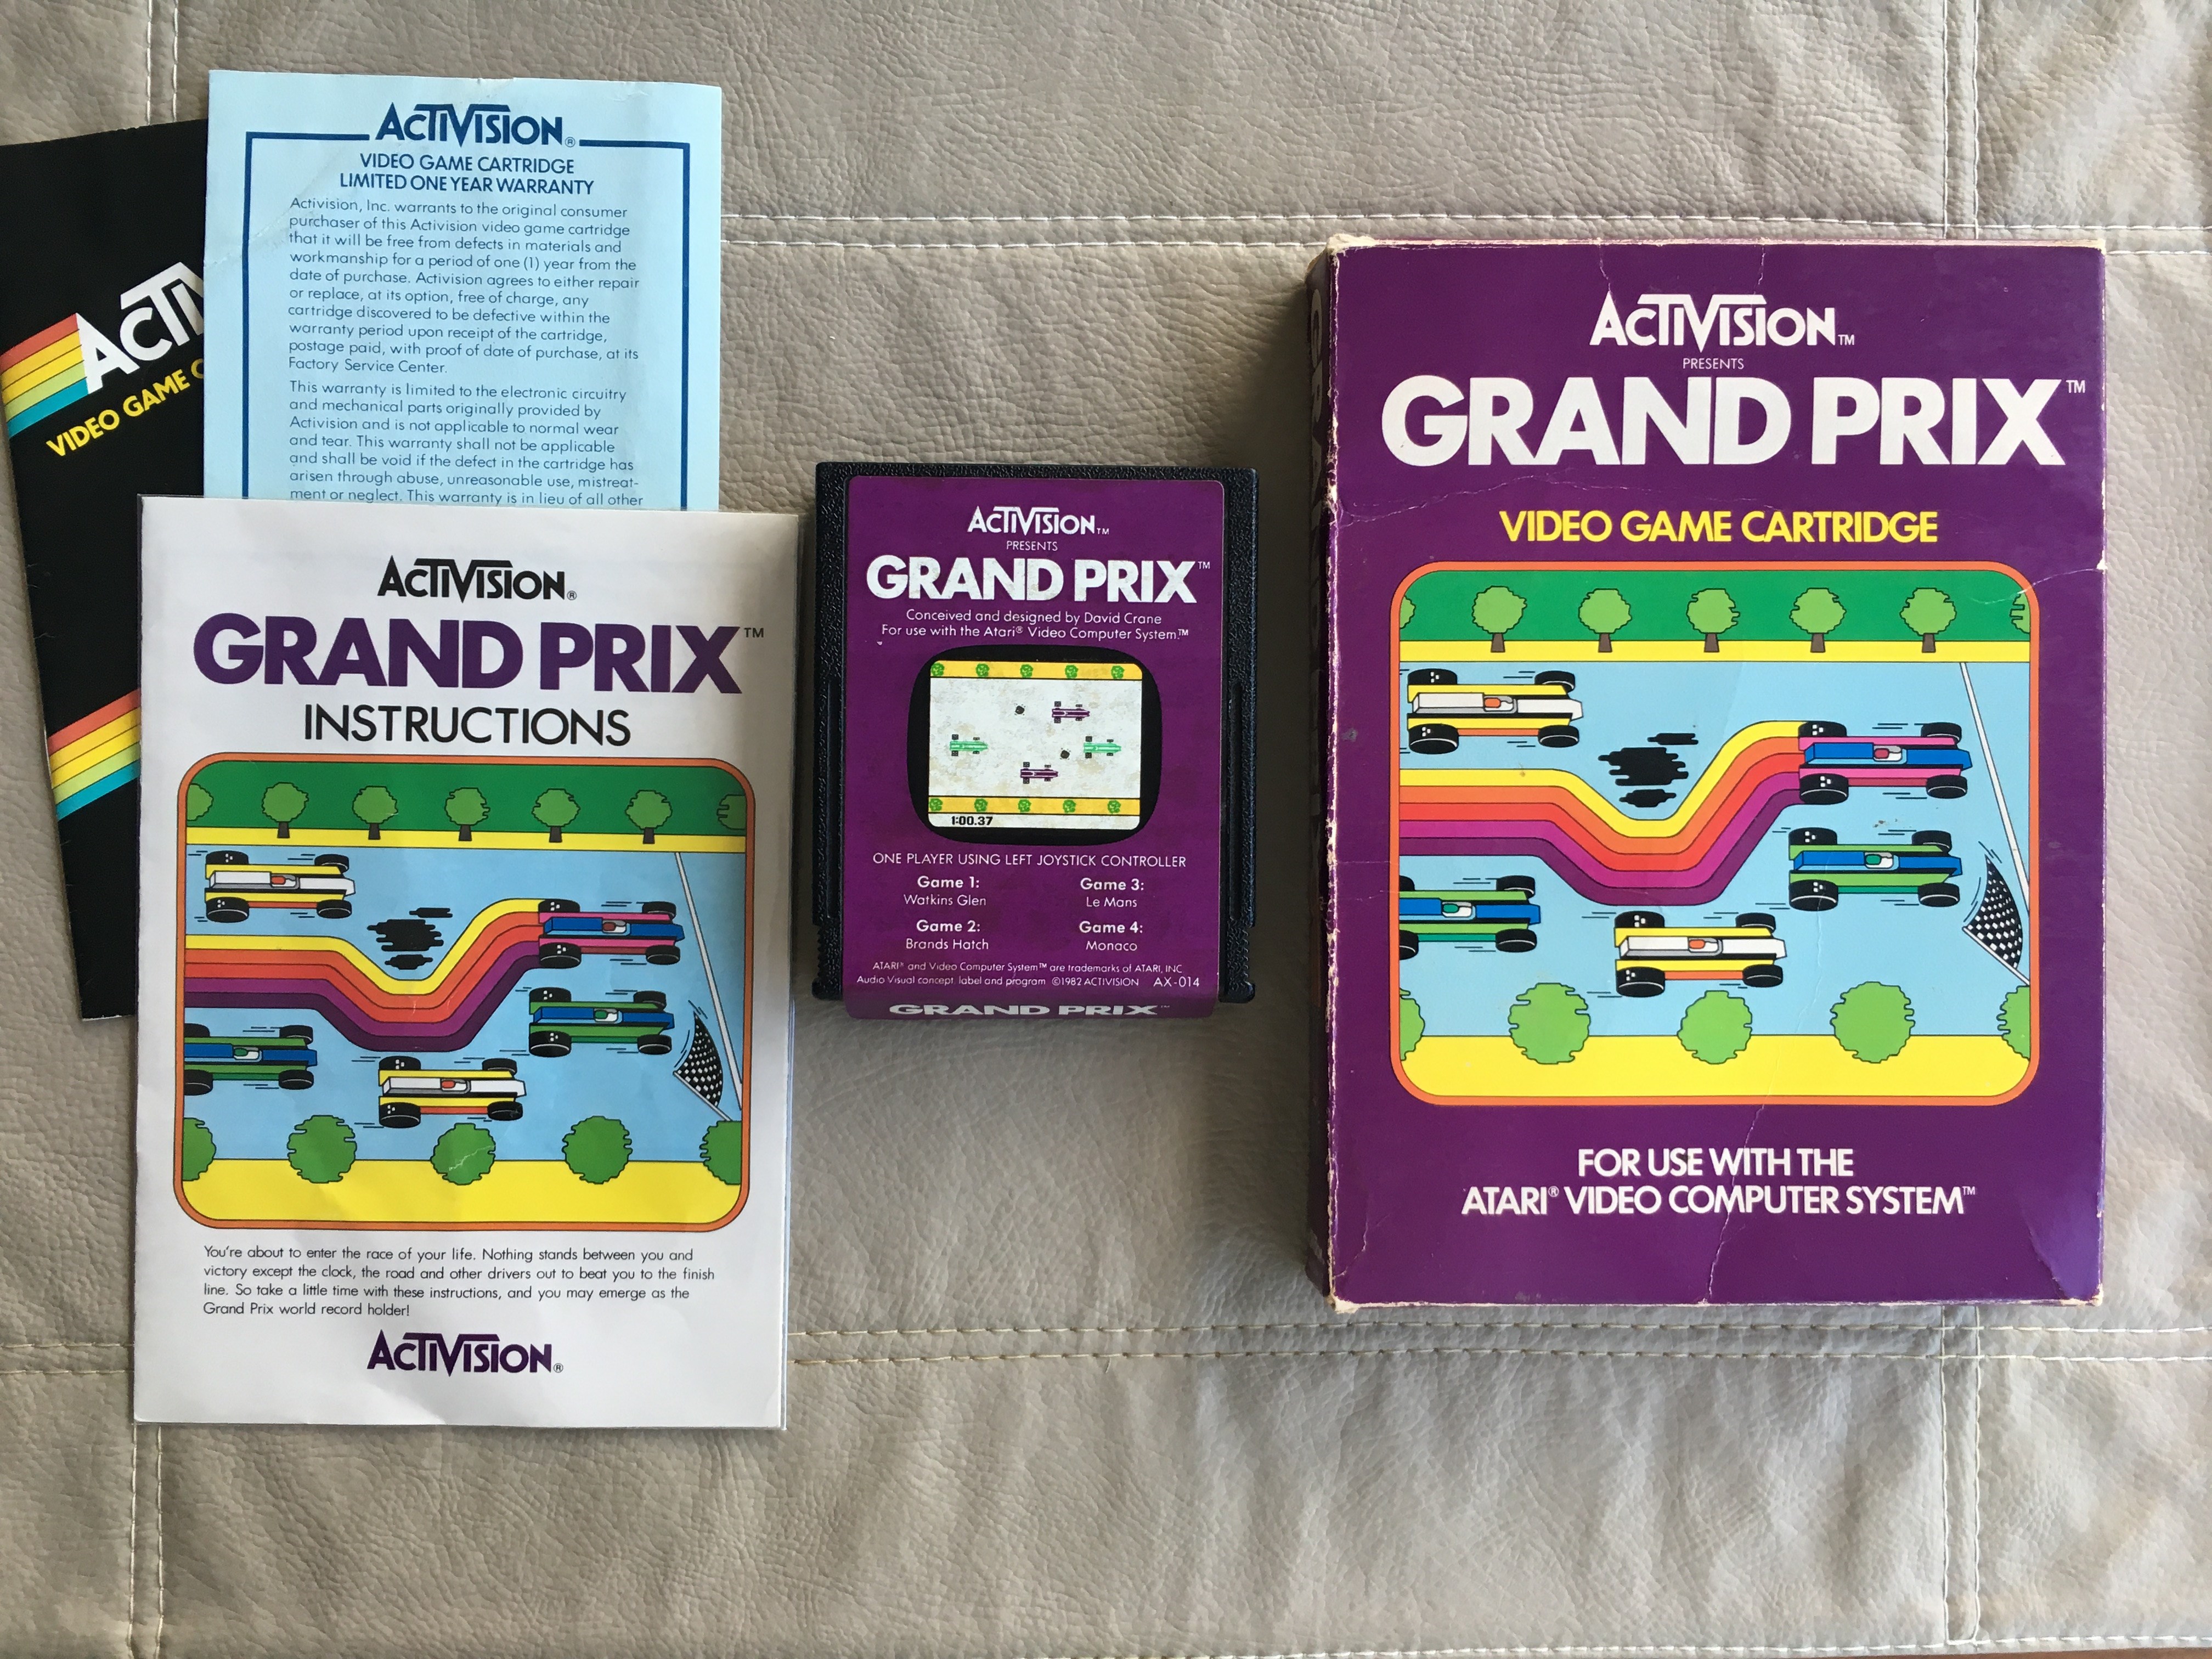 ACTIVISION®
VIDEO GAME CARTRIDGE
LIMITED ONE YEAR WARRANTY
Activision, Inc. warrants to the original consumer
purchaser of this Activision video game cartridge
that it will be free from defects in materials and
workmanship for a period of one (1) year from the
date of purchase. Activision agrees to either repair
or replace, at its option, free of charge, any
cartridge discovered to be defective within the
warranty period upon receipt of the cartridge,
postage paid, with proof of date of purchase, at its
Factory Service Center.
This warranty is limited to the electronic circuitry
and mechanical parts originally provided by
Activision and is not applicable to normal wear
and tear. This warranty shall not be applicable
and shall be void if the defect in the cartridge has
arisen through abuse, unreasonable use, mistreat-
ment or neglect. This warranty is in lieu of all other
ACTIV
VIDEO GAME C
ACTIVISION®
GRAND PRIX™
INSTRUCTIONS
You're about to enter the race of your life. Nothing stands between you and
victory except the clock, the road and other drivers out to beat you to the finish
line. So take a little time with these instructions, and you may emerge as the
Grand Prix world record holder!
ACTIVISION®
ACTIVISION™
PRESENTS
GRAND PRIX™
Conceived and designed by David Crane
For use with the Atari® Video Computer System.™
1:00.37
ONE PLAYER USING LEFT JOYSTICK CONTROLLER
Game 1:
Watkins Glen
Game 2:
Brands Hatch
Game 3:
Le Mans
Game 4:
Monaco
ATARI® and Video Computer System™ are trademarks of ATARI, INC
Audio Visual concept label and program ©1982 ACTIVISION AX-014
GRAND PRIX™
ACTIVISION™
PRESENTS
GRAND PRIX™
VIDEO GAME CARTRIDGE
FOR USE WITH THE
ATARI® VIDEO COMPUTER SYSTEM™